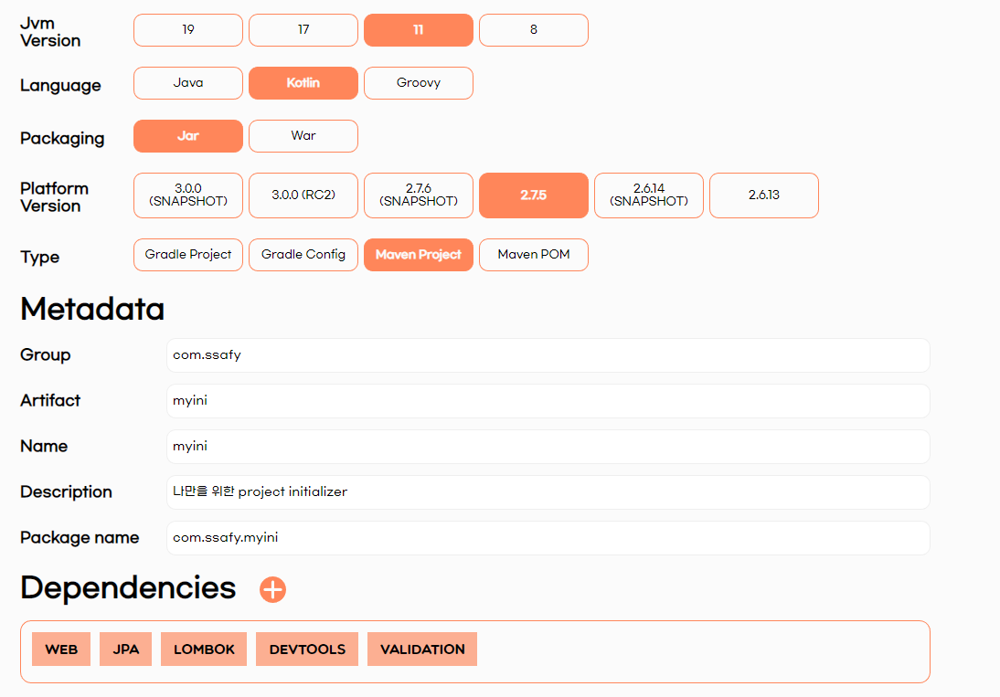 Jvm Version 19 17 11 8
Language Java Kotlin Groovy
Packaging Jar War
Platform Version 3.0.0 (SNAPSHOT) 3.0.0 (RC2) 2.7.6 (SNAPSHOT) 2.7.5 2.6.14 (SNAPSHOT) 2.6.13
Type Gradle Project Gradle Config Maven Project Maven POM
Metadata
Group com.ssafy
Artifact myini
Name myini
Description 나만을 위한 project initializer
Package name com.ssafy.myini
Dependencies
WEB JPA LOMBOK DEVTOOLS VALIDATION